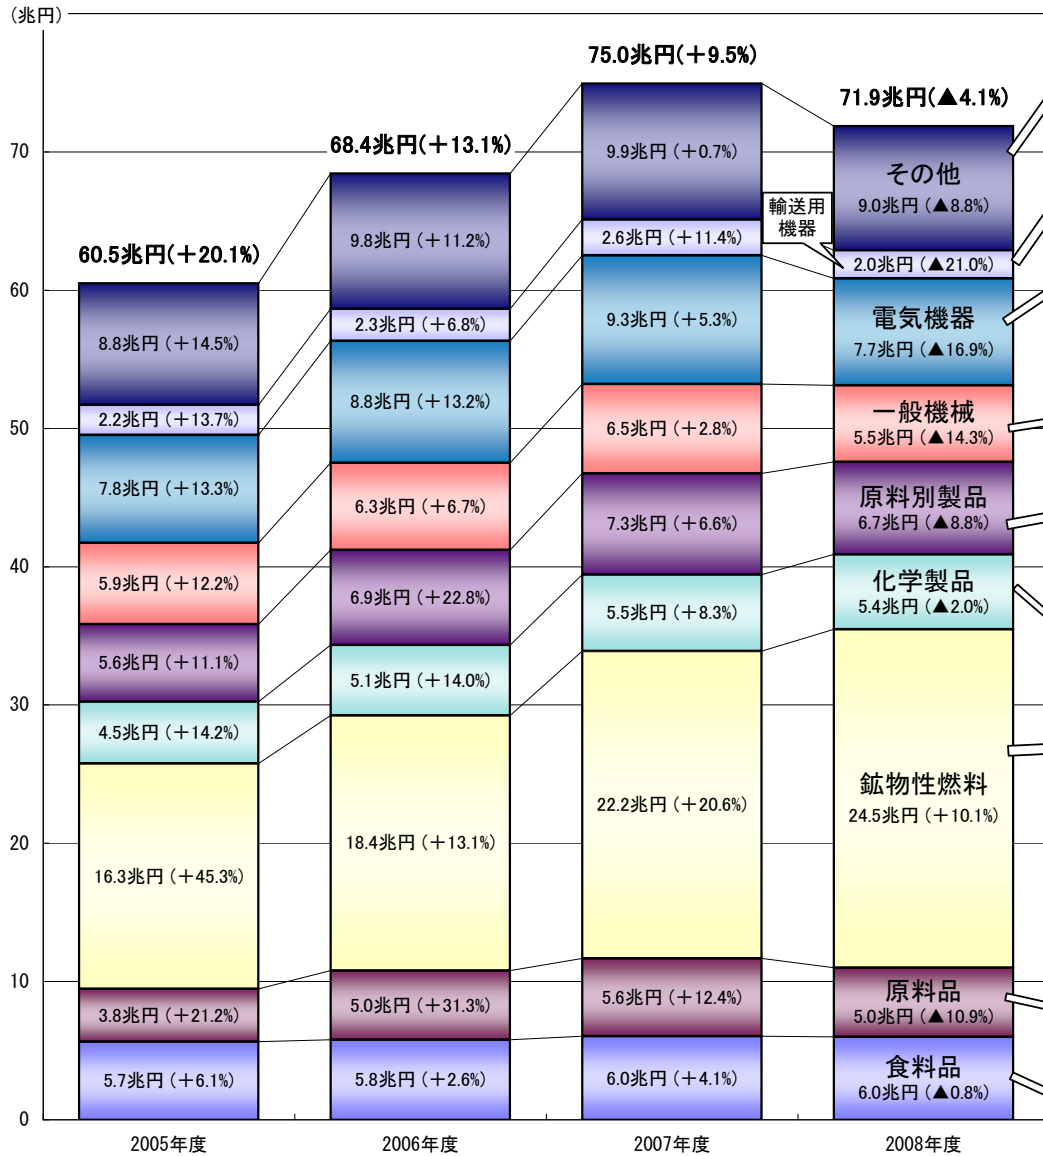 (兆円)
75.0兆円(＋9.5%)
71.9兆円(▲4.1%)
68.4兆円(＋13.1%)
60.5兆円(＋20.1%)
70
60
50
40
30
20
10
0
8.8兆円 (＋14.5%)
2.2兆円 (＋13.7%)
7.8兆円 (＋13.3%)
5.9兆円 (＋12.2%)
5.6兆円 (＋11.1%)
4.5兆円 (＋14.2%)
16.3兆円 (＋45.3%)
3.8兆円 (＋21.2%)
5.7兆円 (＋6.1%)
9.8兆円 (＋11.2%)
2.3兆円 (＋6.8%)
8.8兆円 (＋13.2%)
6.3兆円 (＋6.7%)
6.9兆円 (＋22.8%)
5.1兆円 (＋14.0%)
18.4兆円 (＋13.1%)
5.0兆円 (＋31.3%)
5.8兆円 (＋2.6%)
9.9兆円 (＋0.7%)
2.6兆円 (＋11.4%)
9.3兆円 (＋5.3%)
6.5兆円 (＋2.8%)
7.3兆円 (＋6.6%)
5.5兆円 (＋8.3%)
22.2兆円 (＋20.6%)
5.6兆円 (＋12.4%)
6.0兆円 (＋4.1%)
その他
9.0兆円 (▲8.8%)
輸送用
機器
2.0兆円 (▲21.0%)
電気機器
7.7兆円 (▲16.9%)
一般機械
5.5兆円 (▲14.3%)
原料別製品
6.7兆円 (▲8.8%)
化学製品
5.4兆円 (▲2.0%)
鉱物性燃料
24.5兆円 (＋10.1%)
原料品
5.0兆円 (▲10.9%)
食料品
6.0兆円 (▲0.8%)
2005年度
2006年度
2007年度
2008年度